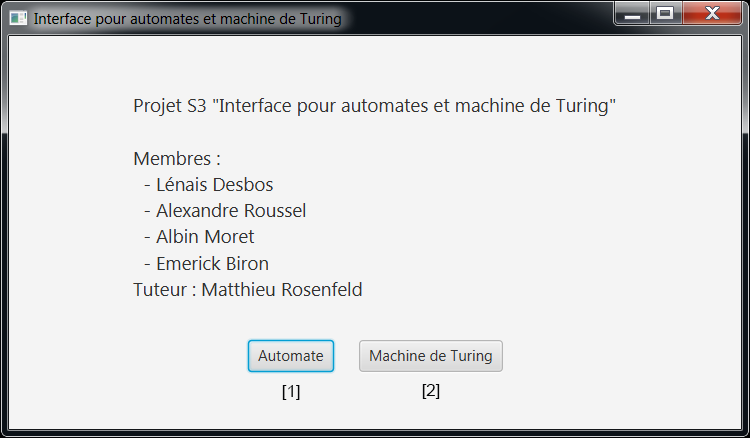 Interface pour automates et machine de Turing
Projet S3 "Interface pour automates et machine de Turing"
Membres :
- Lénais Desbos
- Alexandre Roussel
- Albin Moret
- Emerick Biron
Tuteur : Matthieu Rosenfeld
Automate Machine de Turing
[1] [2]